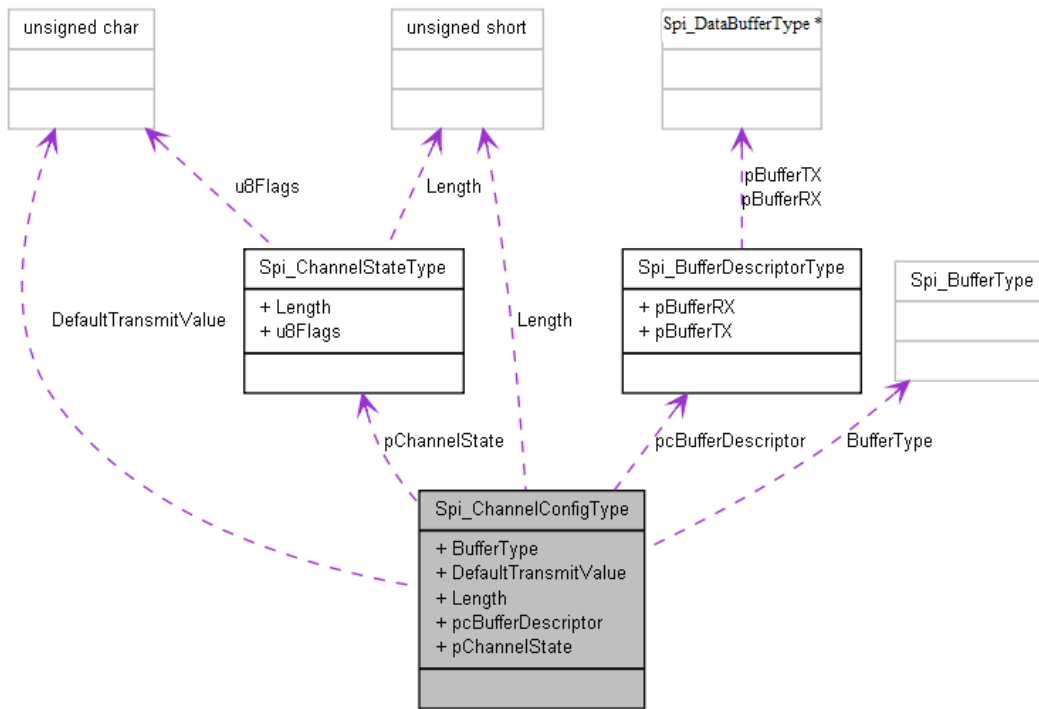 unsigned char
unsigned short
Spi_DataBufferType *
pBufferTX
pBufferRX
u8Flags
Length
Spi_ChannelStateType
+ Length
+ u8Flags
Spi_BufferDescriptorType
+ pBufferRX
+ pBufferTX
Spi_BufferType
DefaultTransmitValue
Length
pChannelState
pcBufferDescriptor
BufferType
Spi_ChannelConfigType
+ BufferType
+ DefaultTransmitValue
+ Length
+ pcBufferDescriptor
+ pChannelState